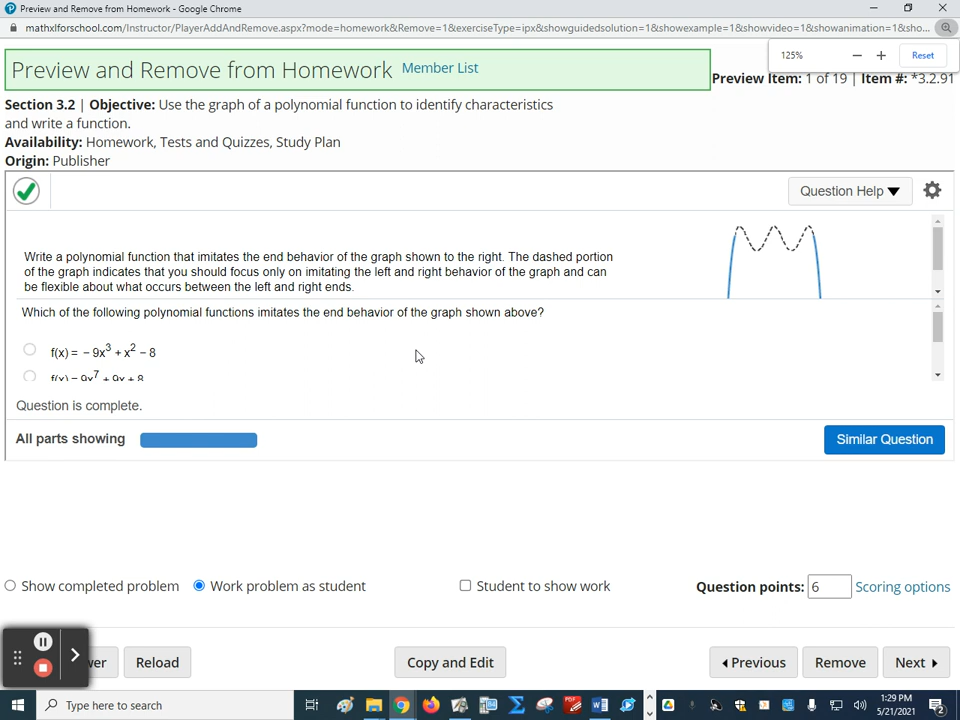 Preview and Remove from Homework - Google Chrome
mathxlforschool.com/Instructor/PlayerAddAndRemove.aspx?mode=homework&Remove=1&exerciseType=ipx&showguidedsolution=1&showexample=1&showvideo=1&showanimation=1&sho...
125% − + Reset
Preview and Remove from Homework Member List
Preview Item: 1 of 19 | Item #: *3.2.91
Section 3.2 | Objective: Use the graph of a polynomial function to identify characteristics
and write a function.
Availability: Homework, Tests and Quizzes, Study Plan
Origin: Publisher
Question Help
Write a polynomial function that imitates the end behavior of the graph shown to the right. The dashed portion
of the graph indicates that you should focus only on imitating the left and right behavior of the graph and can
be flexible about what occurs between the left and right ends.
Which of the following polynomial functions imitates the end behavior of the graph shown above?
f(x) = − 9x³ + x² − 8
f(x) = 9x⁷ + 9x + 8
Question is complete.
All parts showing
Similar Question
Show completed problem Work problem as student Student to show work Question points: 6 Scoring options
wer Reload Copy and Edit Previous Remove Next
Type here to search
1:29 PM
5/21/2021
2